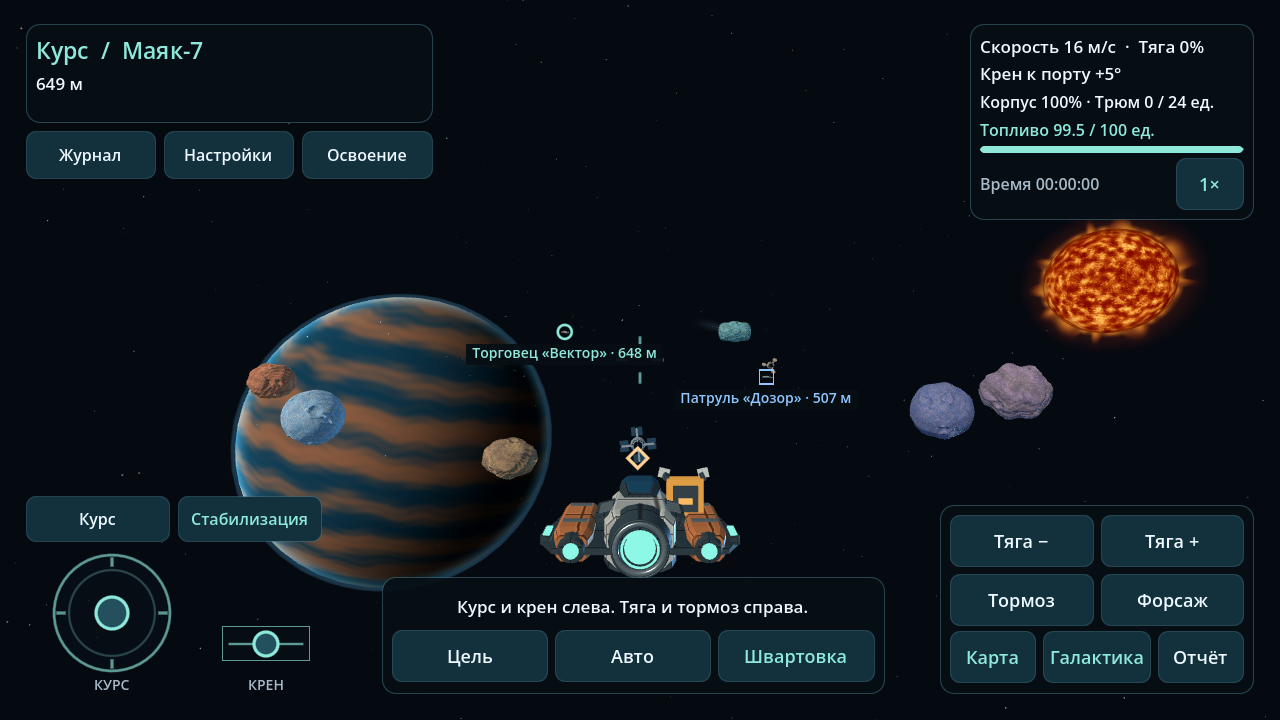 Курс / Маяк-7
649 м
Журнал
Настройки
Освоение
Скорость 16 м/с · Тяга 0%
Крен к порту +5°
Корпус 100% · Трюм 0 / 24 ед.
Топливо 99.5 / 100 ед.
Время 00:00:00
1×
Торговец «Вектор» · 648 м
Патруль «Дозор» · 507 м
Курс
Стабилизация
КУРС
КРЕН
Курс и крен слева. Тяга и тормоз справа.
Цель
Авто
Швартовка
Тяга −
Тяга +
Тормоз
Форсаж
Карта
Галактика
Отчёт